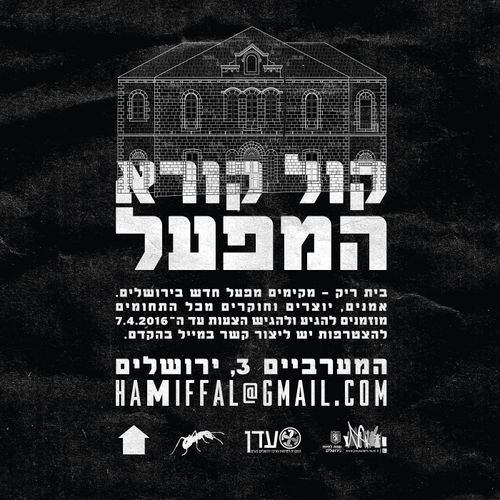 קול קורא
המפעל
בית ריק - מקימים מפעל חדש בירושלים.
אמנים, יוצרים וחוקרים מכל התחומים
מוזמנים להגיע ולהגיש הצעות עד ה־7.4.2016
להצטרפות יש ליצור קשר במייל בהקדם.
המערביים 3, ירושלים
HAMIFFAL@GMAIL.COM
עדן